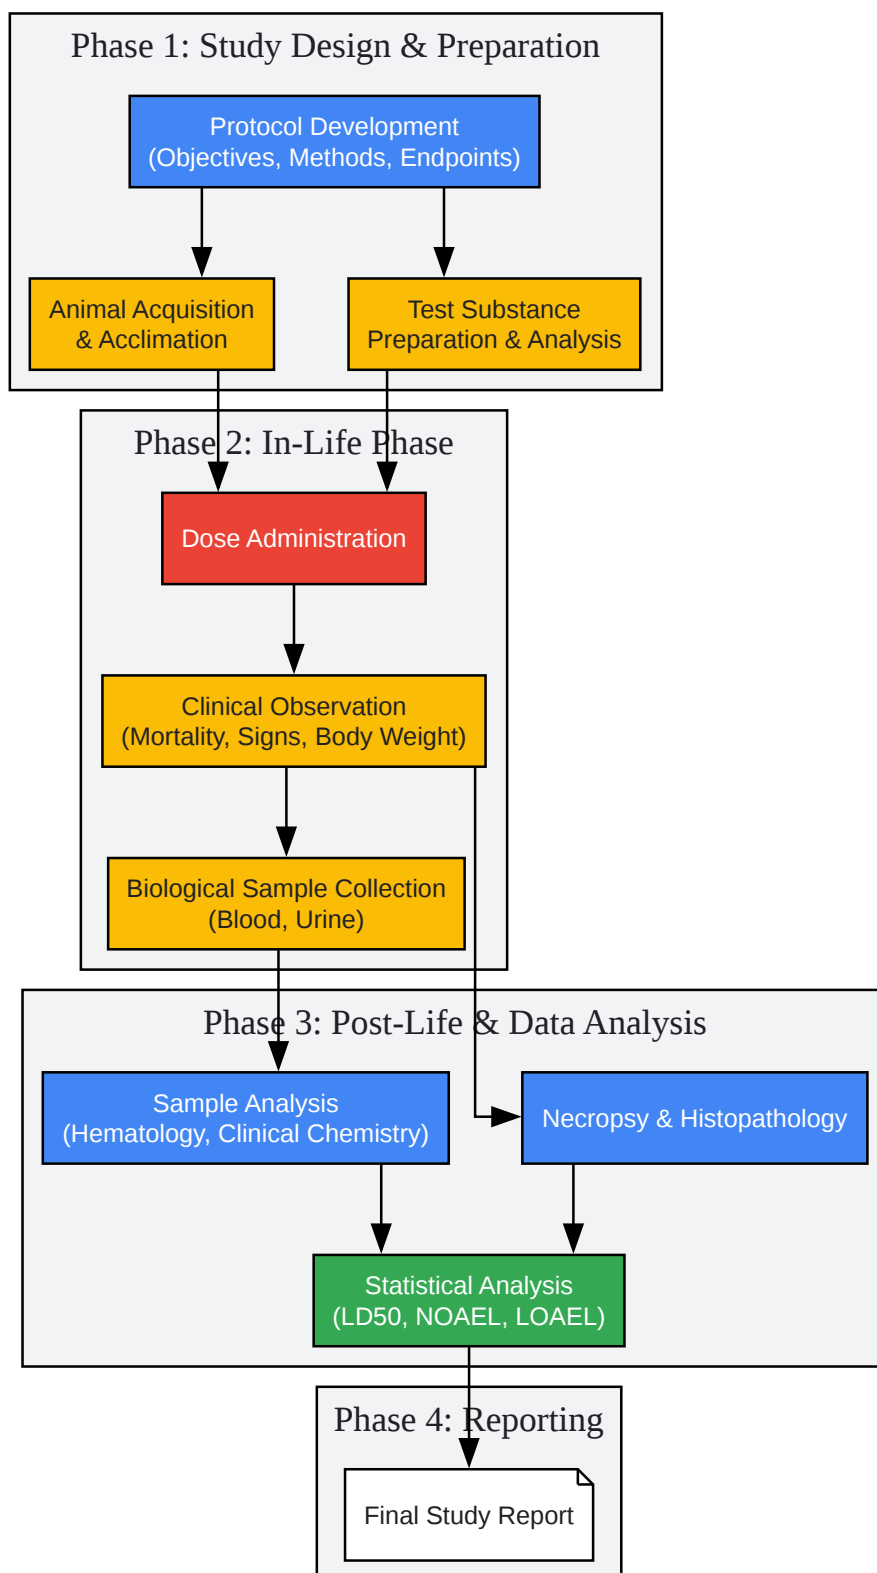 Phase 1: Study Design & Preparation
Protocol Development
(Objectives, Methods, Endpoints)
Animal Acquisition
& Acclimation
Test Substance
Preparation & Analysis
Phase 2: In-Life Phase
Dose Administration
Clinical Observation
(Mortality, Signs, Body Weight)
Biological Sample Collection
(Blood, Urine)
Phase 3: Post-Life & Data Analysis
Sample Analysis
(Hematology, Clinical Chemistry)
Necropsy & Histopathology
Statistical Analysis
(LD50, NOAEL, LOAEL)
Phase 4: Reporting
Final Study Report